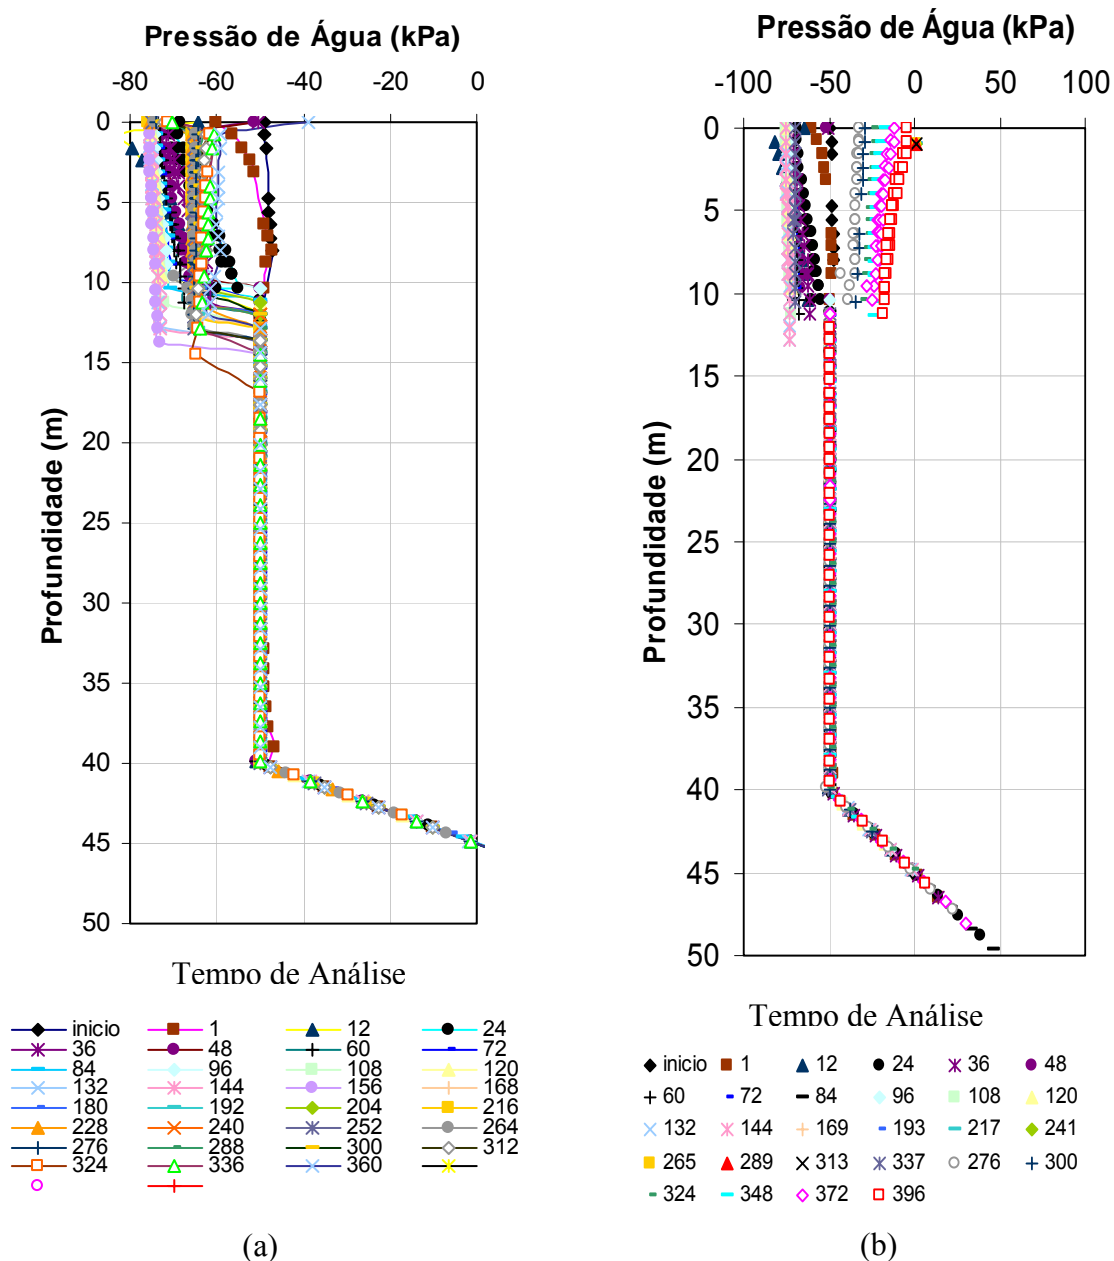 Pressão de Água (kPa)
-80 -60 -40 -20 0
0
5
10
15
20
25
30
35
40
45
50
Profundidade (m)
Tempo de Análise
inicio 1 12 24
36 48 60 72
84 96 108 120
132 144 156 168
180 192 204 216
228 240 252 264
276 288 300 312
324 336 360
(a)
Pressão de Água (kPa)
-100 -50 0 50 100
0
5
10
15
20
25
30
35
40
45
50
Profundidade (m)
Tempo de Análise
inicio 1 12 24 36 48
60 72 84 96 108 120
132 144 169 193 217 241
265 289 313 337 276 300
324 348 372 396
(b)